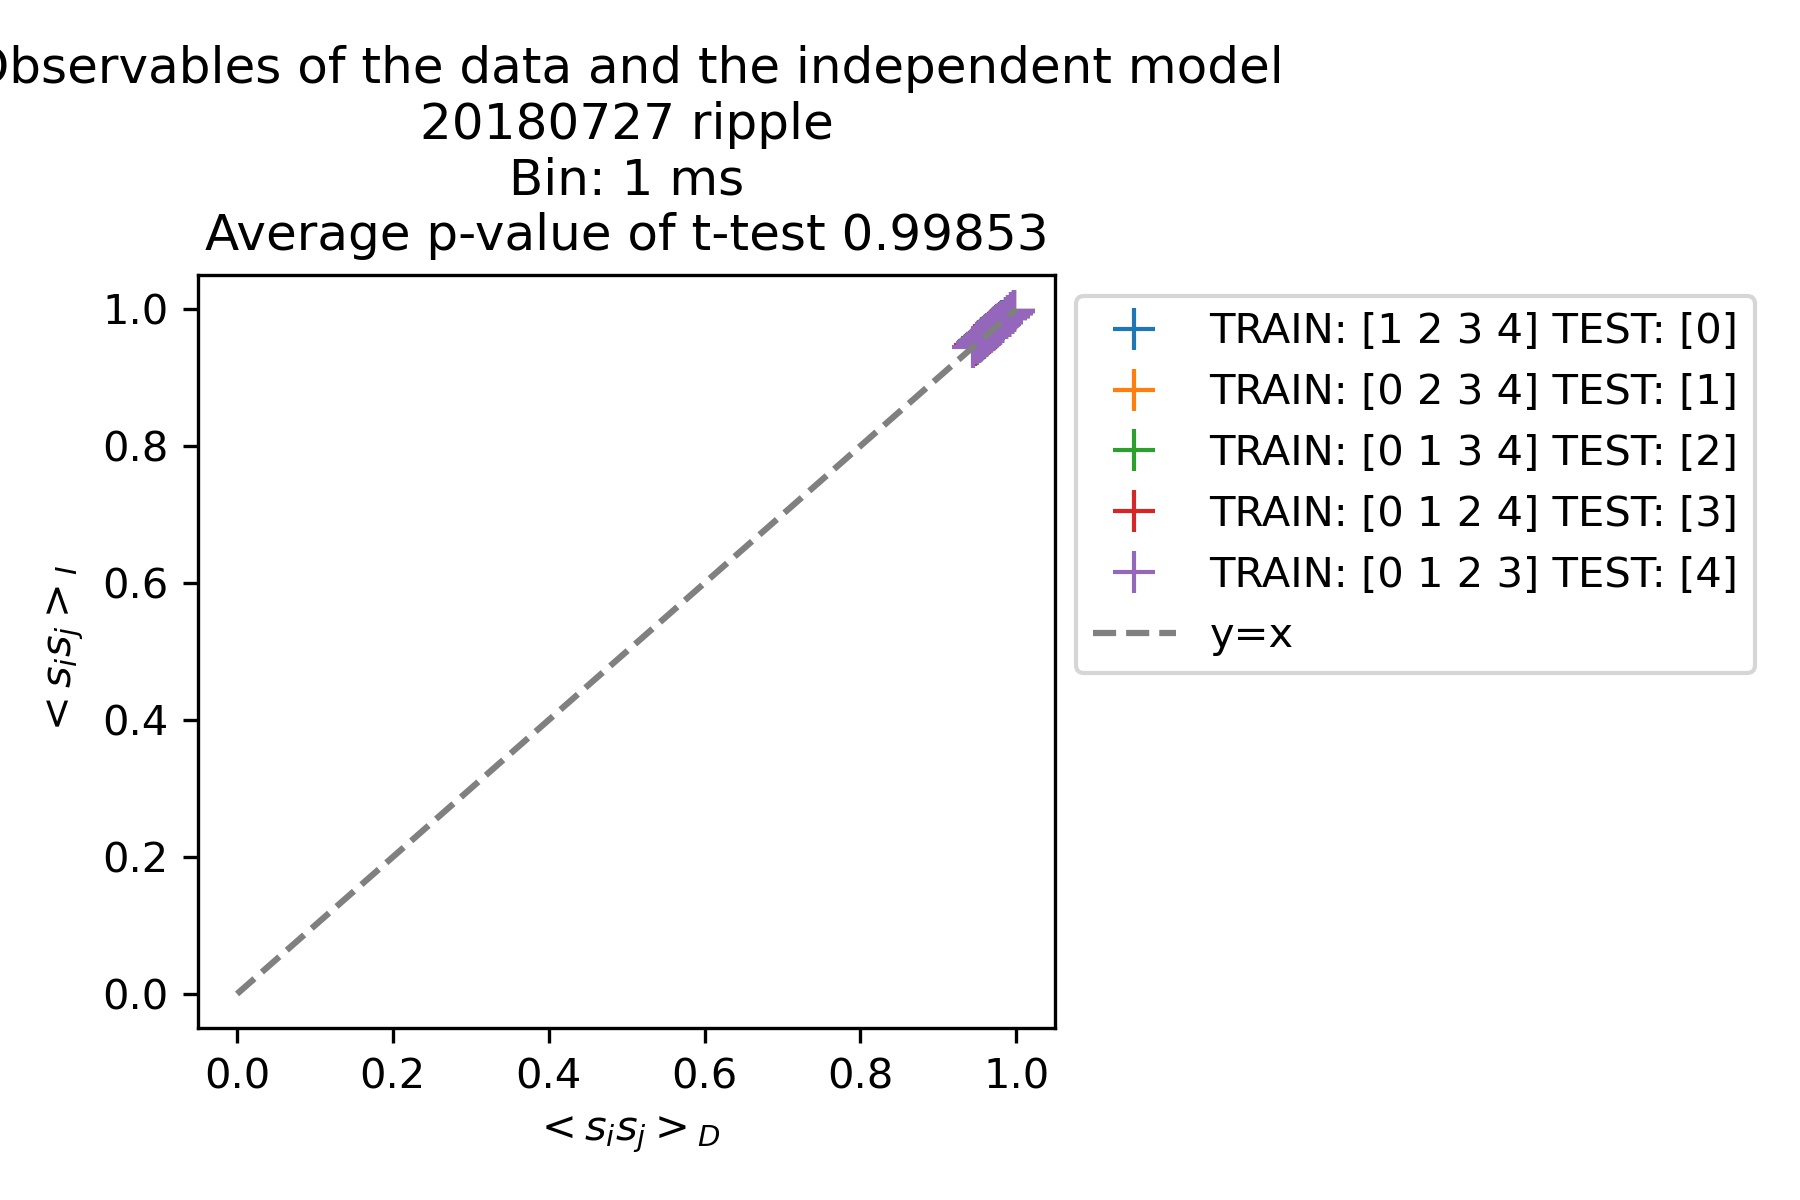 Observables of the data and the independent model
20180727 ripple
Bin: 1 ms
Average p-value of t-test 0.99853
1.0
0.8
0.6
0.4
0.2
0.0
< s_i s_j >_I
0.0 0.2 0.4 0.6 0.8 1.0
< s_i s_j >_D
TRAIN: [1 2 3 4] TEST: [0]
TRAIN: [0 2 3 4] TEST: [1]
TRAIN: [0 1 3 4] TEST: [2]
TRAIN: [0 1 2 4] TEST: [3]
TRAIN: [0 1 2 3] TEST: [4]
y=x